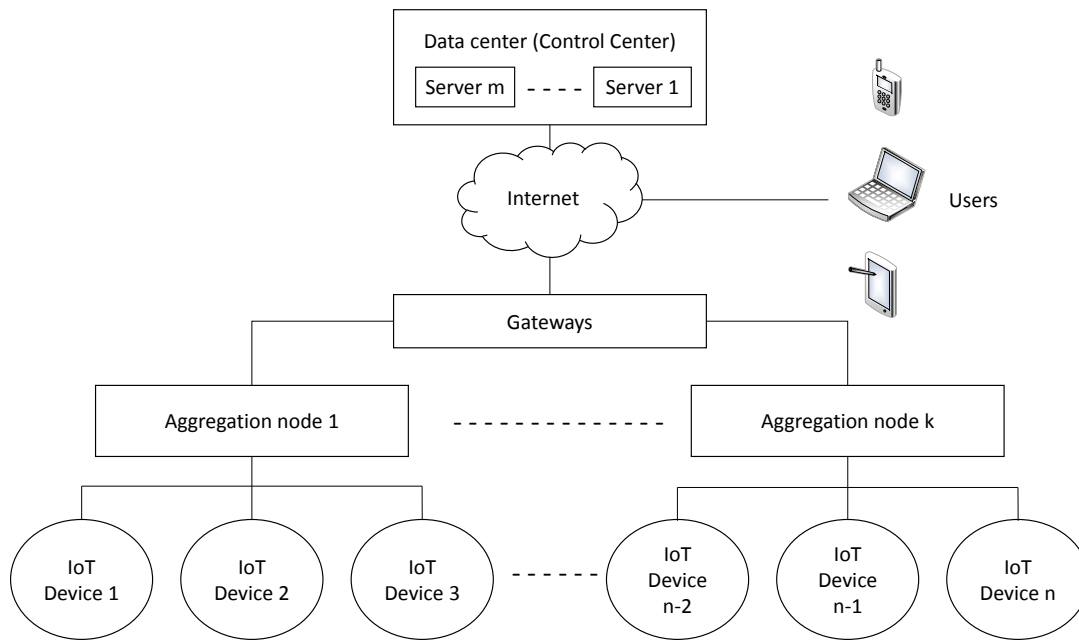 Data center (Control Center)
Server m
Server 1
Internet
Users
Gateways
Aggregation node 1
Aggregation node k
IoT
Device 1
IoT
Device 2
IoT
Device 3
IoT
Device
n-2
IoT
Device
n-1
IoT
Device n